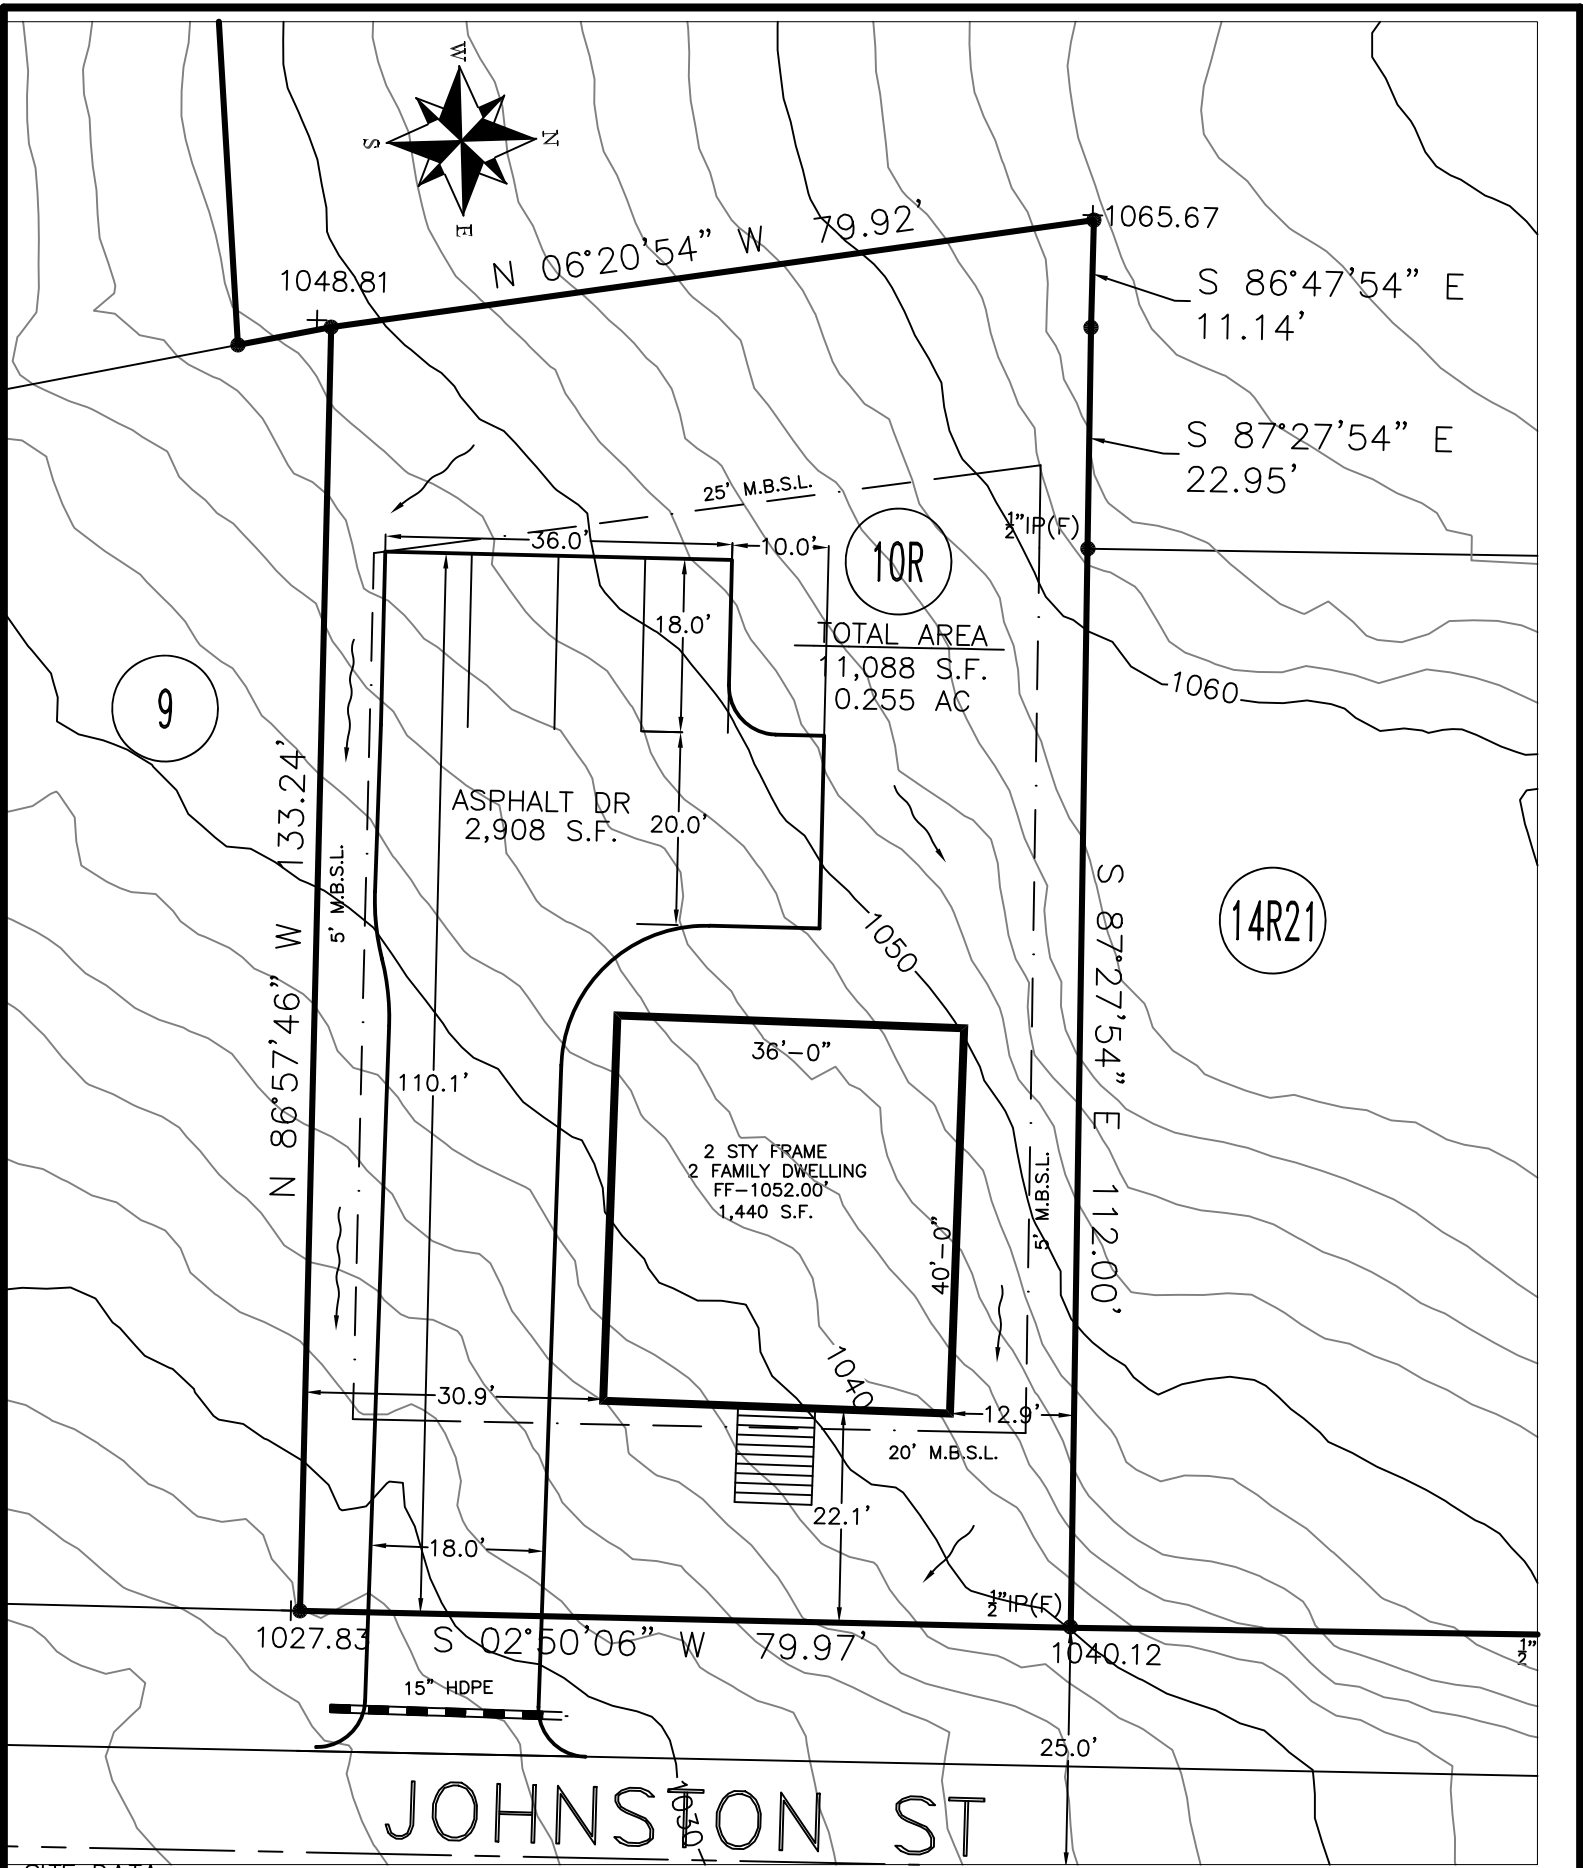 W
N
S
E
1065.67
N 06°20'54" W 79.92'
1048.81
S 86°47'54" E
11.14'
S 87°27'54" E
22.95'
25' M.B.S.L.
½" IP(F)
36.0'
10.0'
10R
18.0'
TOTAL AREA
11,088 S.F.
0.255 AC
1060
9
N 86°57'46" W 133.24'
5' M.B.S.L.
ASPHALT DR
2,908 S.F.
20.0'
1050
14R21
S 87°27'54" E 112.00'
36'-0"
110.1'
2 STY FRAME
2 FAMILY DWELLING
FF-1052.00'
1,440 S.F.
5' M.B.S.L.
40'-0"
1040
30.9'
12.9'
20' M.B.S.L.
22.1'
18.0'
½" IP(F)
1027.83
S 02°50'06" W 79.97'
1040.12
½"
15" HDPE
25.0'
1030
JOHNSTON ST
SITE DATA